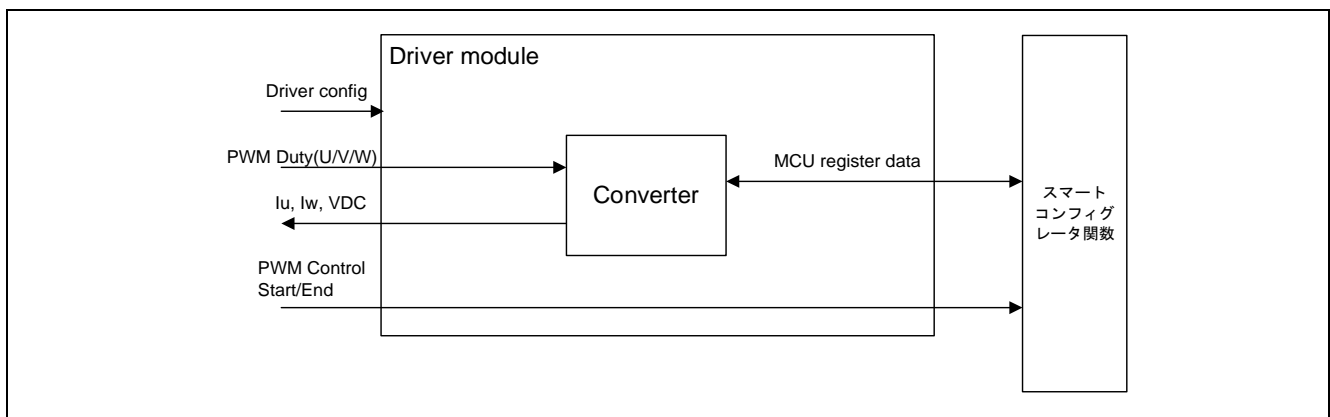 Driver module
Driver config
PWM Duty(U/V/W)
MCU register data
Converter
Iu, Iw, VDC
PWM Control
Start/End
スマート
コンフィグ
レータ関数